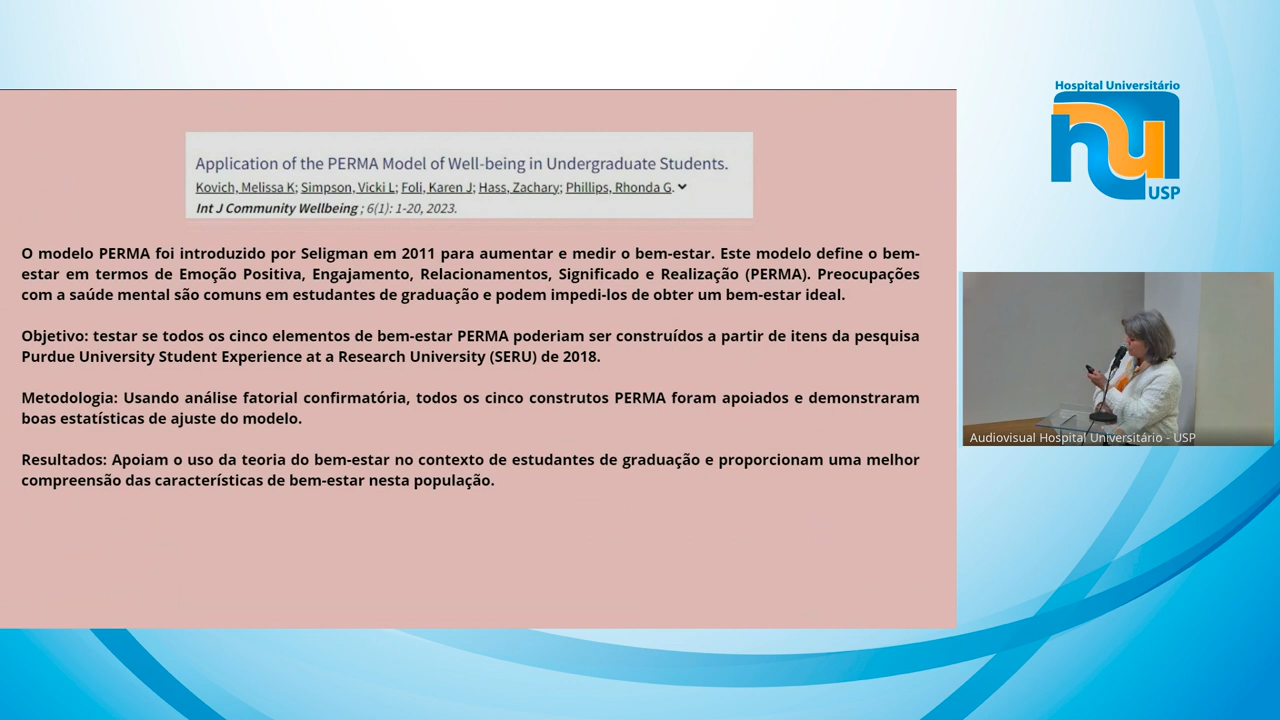 Application of the PERMA Model of Well-being in Undergraduate Students.
Kovich, Melissa K; Simpson, Vicki L; Foli, Karen J; Hass, Zachary; Phillips, Rhonda G.
Int J Community Wellbeing ; 6(1): 1-20, 2023.
O modelo PERMA foi introduzido por Seligman em 2011 para aumentar e medir o bem-estar. Este modelo define o bem-
estar em termos de Emoção Positiva, Engajamento, Relacionamentos, Significado e Realização (PERMA). Preocupações
com a saúde mental são comuns em estudantes de graduação e podem impedi-los de obter um bem-estar ideal.
Objetivo: testar se todos os cinco elementos de bem-estar PERMA poderiam ser construídos a partir de itens da pesquisa
Purdue University Student Experience at a Research University (SERU) de 2018.
Metodologia: Usando análise fatorial confirmatória, todos os cinco construtos PERMA foram apoiados e demonstraram
boas estatísticas de ajuste do modelo.
Resultados: Apoiam o uso da teoria do bem-estar no contexto de estudantes de graduação e proporcionam uma melhor
compreensão das características de bem-estar nesta população.
Hospital Universitário
hu
USP
Audiovisual Hospital Universitário - USP